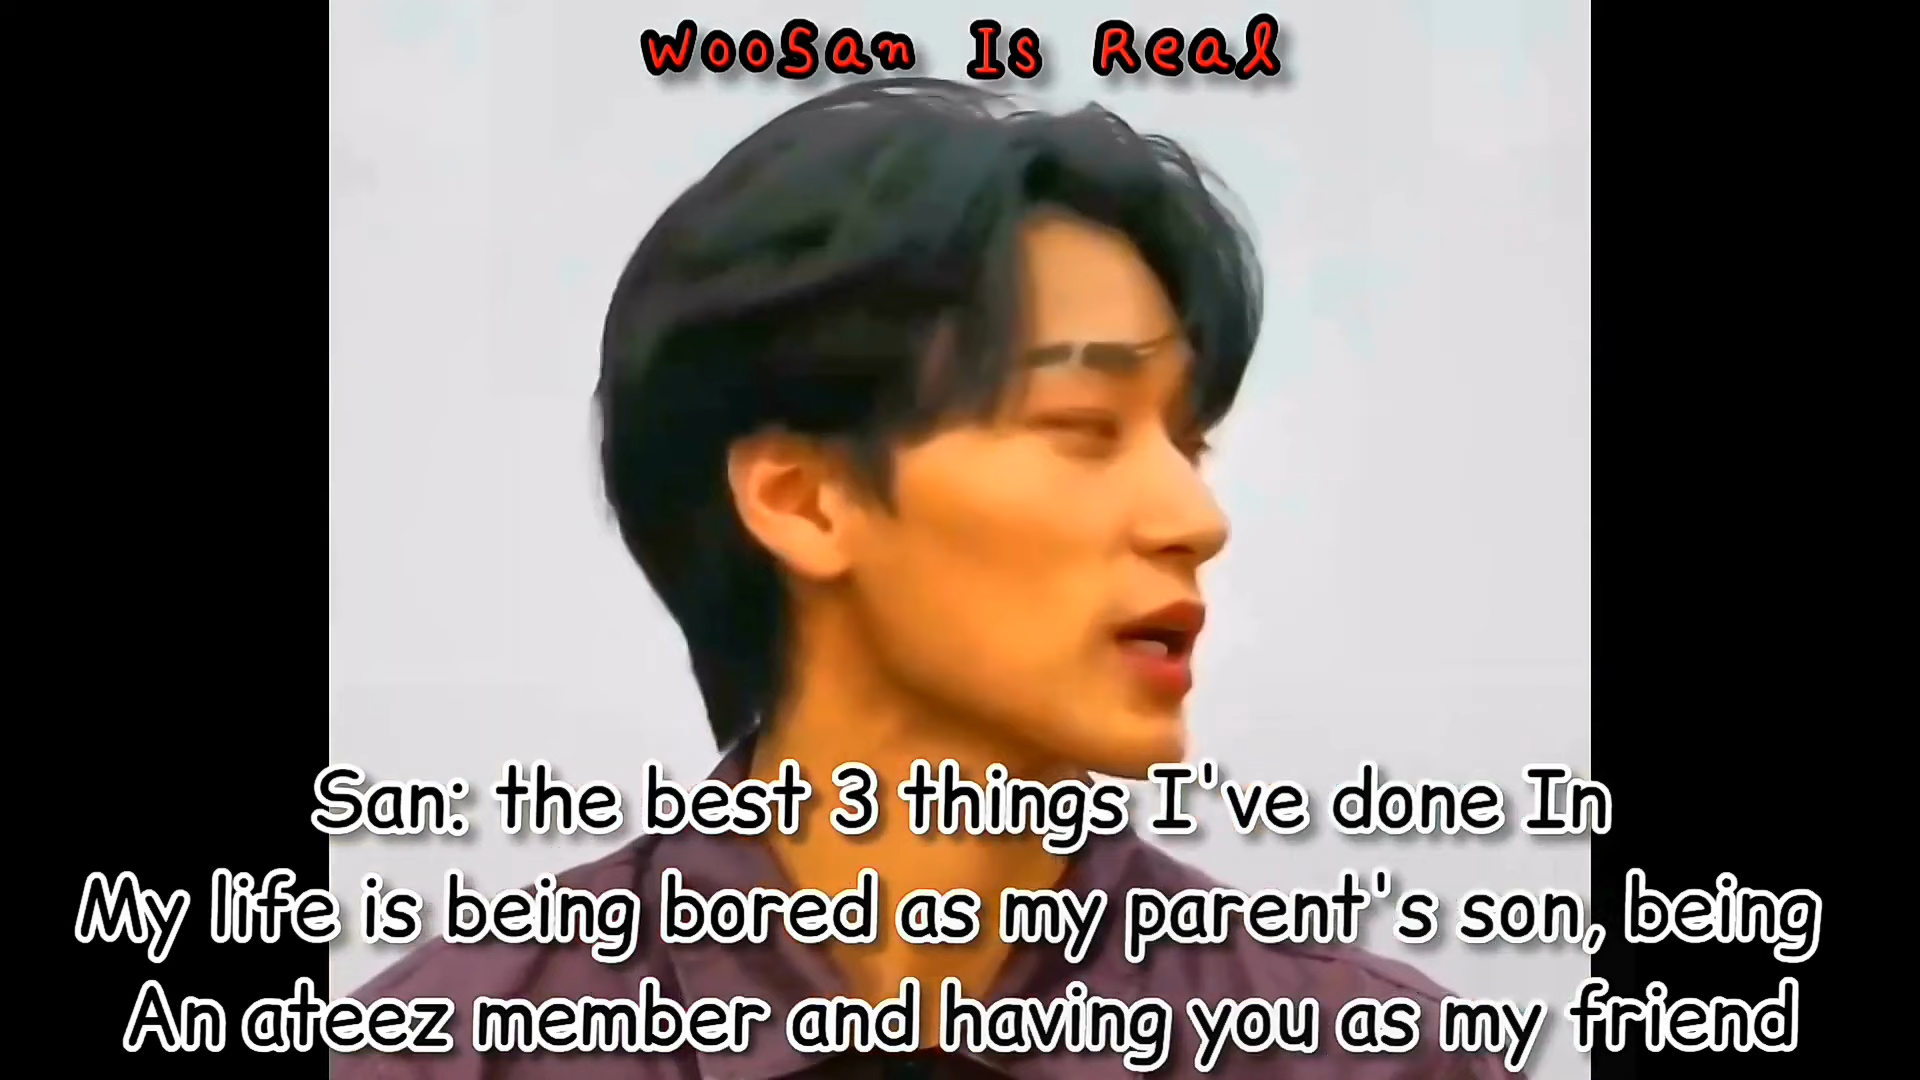 WooSan Is Real
San: the best 3 things I've done In
My life is being bored as my parent's son, being
An ateez member and having you as my friend